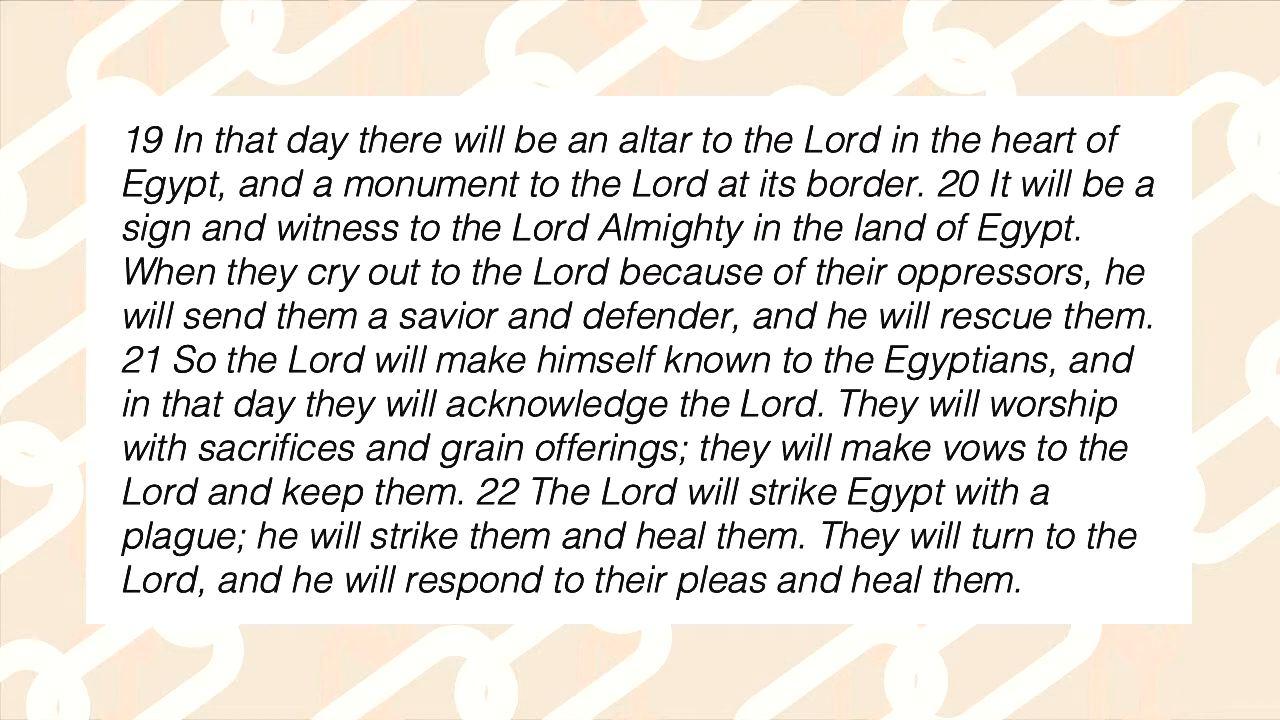 19 In that day there will be an altar to the Lord in the heart of
Egypt, and a monument to the Lord at its border. 20 It will be a
sign and witness to the Lord Almighty in the land of Egypt.
When they cry out to the Lord because of their oppressors, he
will send them a savior and defender, and he will rescue them.
21 So the Lord will make himself known to the Egyptians, and
in that day they will acknowledge the Lord. They will worship
with sacrifices and grain offerings; they will make vows to the
Lord and keep them. 22 The Lord will strike Egypt with a
plague; he will strike them and heal them. They will turn to the
Lord, and he will respond to their pleas and heal them.